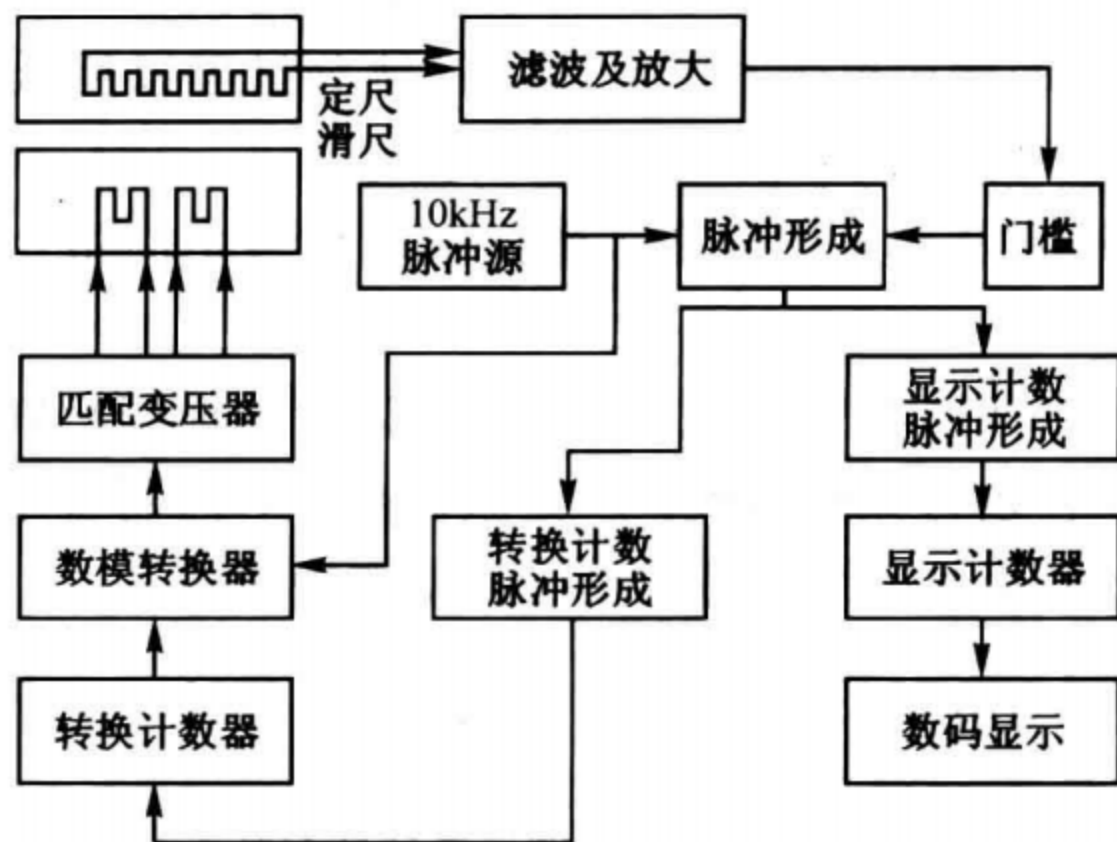 滤波及放大
定尺
滑尺
10kHz
脉冲源
脉冲形成
门槛
匹配变压器
显示计数
脉冲形成
数模转换器
转换计数
脉冲形成
显示计数器
转换计数器
数码显示